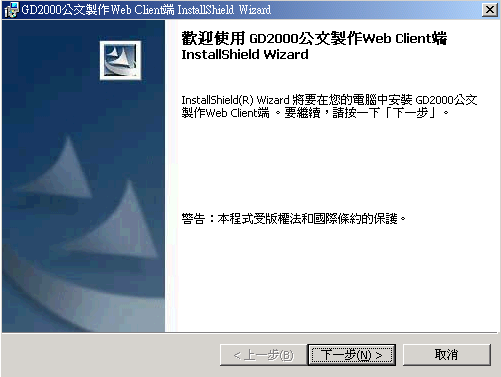 GD2000公文製作Web Client端 InstallShield Wizard
歡迎使用 GD2000公文製作Web Client端
InstallShield Wizard
InstallShield(R) Wizard 將要在您的電腦中安裝 GD2000公文
製作Web Client端 。要繼續，請按一下「下一步」。
警告：本程式受版權法和國際條約的保護。
< 上一步(B) 下一步(N) > 取消